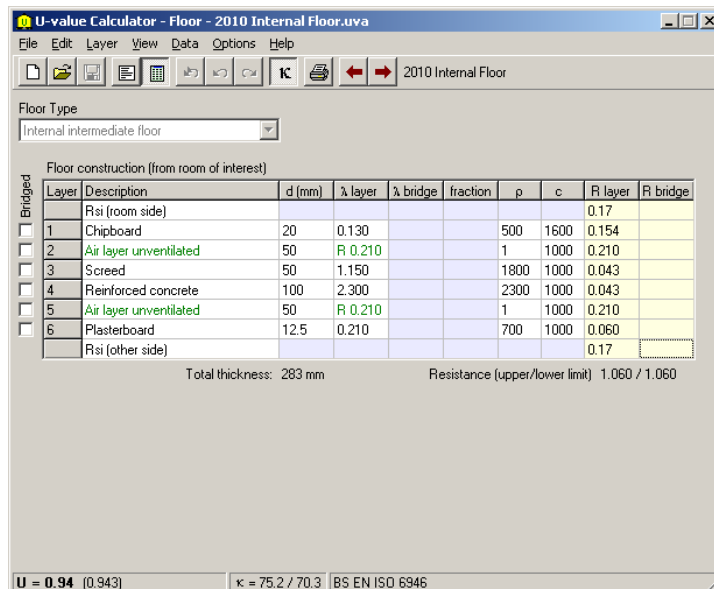 U-value Calculator - Floor - 2010 Internal Floor.uva
File Edit Layer View Data Options Help
κ 2010 Internal Floor
Floor Type
Internal intermediate floor
Floor construction (from room of interest)
Bridged
Layer Description d (mm) λ layer λ bridge fraction ρ c R layer R bridge
Rsi (room side) 0.17
1 Chipboard 20 0.130 500 1600 0.154
2 Air layer unventilated 50 R 0.210 1 1000 0.210
3 Screed 50 1.150 1800 1000 0.043
4 Reinforced concrete 100 2.300 2300 1000 0.043
5 Air layer unventilated 50 R 0.210 1 1000 0.210
6 Plasterboard 12.5 0.210 700 1000 0.060
Rsi (other side) 0.17
Total thickness: 283 mm Resistance (upper/lower limit) 1.060 / 1.060
U = 0.94 (0.943) κ = 75.2 / 70.3 BS EN ISO 6946